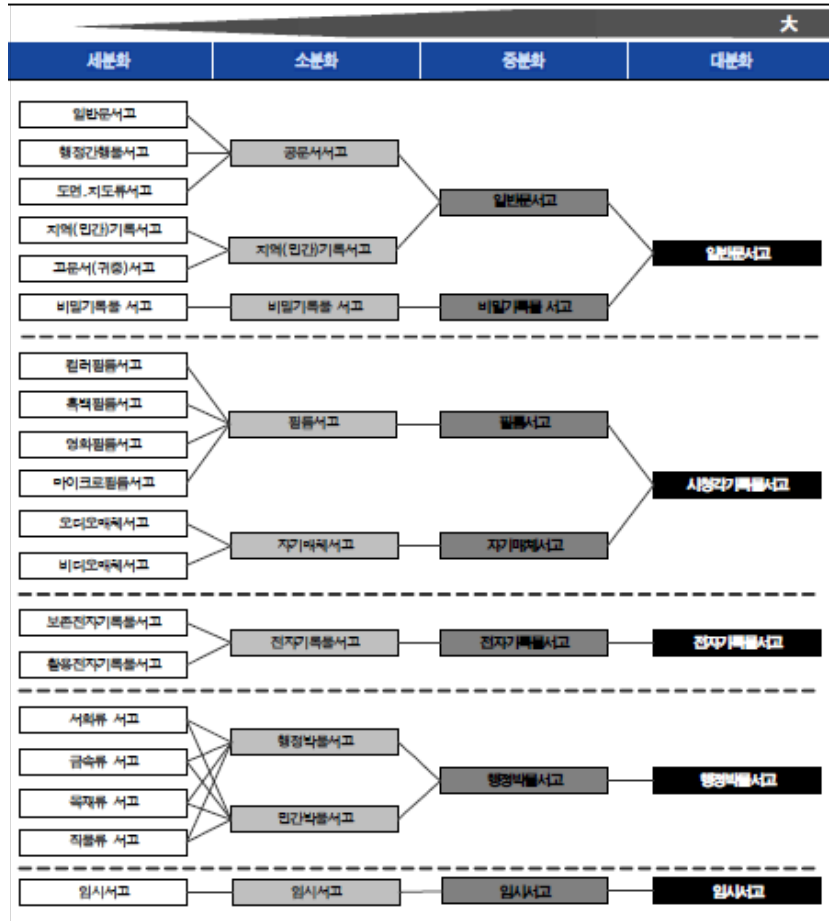 大
세분화 소분화 중분화 대분화
일반문서고
행정간행물서고
도면.지도류서고
지역(민간)기록서고
고문서(귀중)서고
비밀기록물 서고
공문서서고
지역(민간)기록서고
비밀기록물 서고
일반문서고
비밀기록물 서고
일반문서고
컬러필름서고
흑백필름서고
영화필름서고
마이크로필름서고
오디오매체서고
비디오매체서고
필름서고
자기매체서고
필름서고
자기매체서고
시청각기록물서고
보존전자기록물서고
활용전자기록물서고
전자기록물서고
전자기록물서고
전자기록물서고
서화류 서고
금속류 서고
목재류 서고
직물류 서고
행정박물서고
민간박물서고
행정박물서고
행정박물서고
임시서고
임시서고
임시서고
임시서고